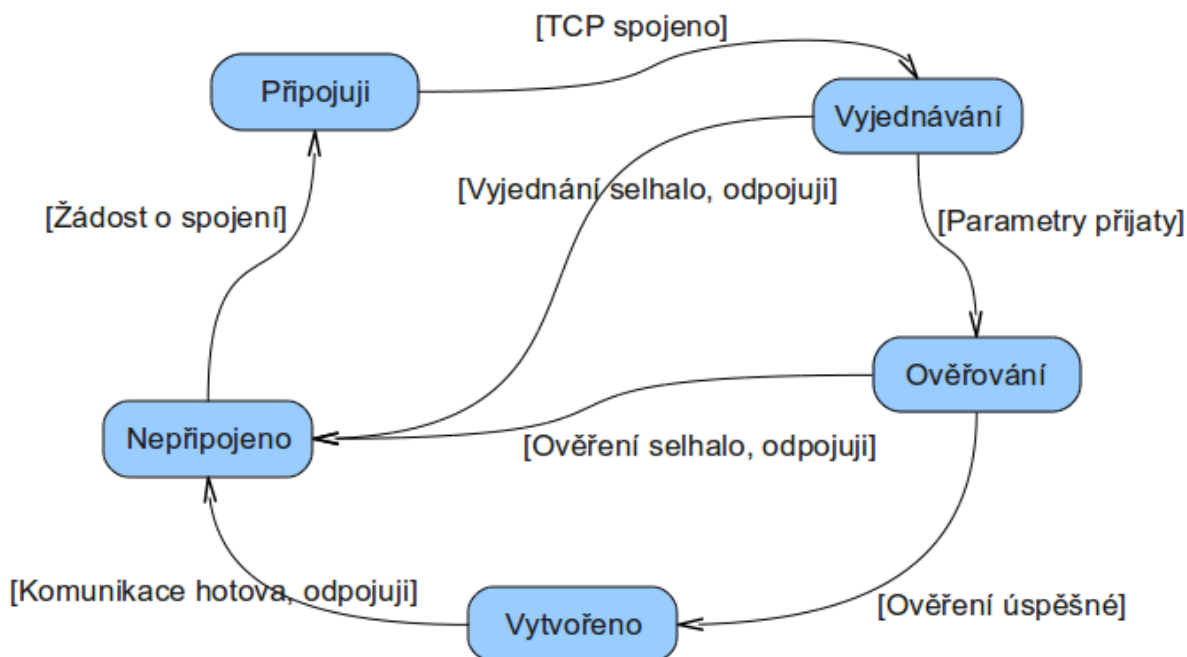 [TCP spojeno]
Připojuji
Vyjednávání
[Vyjednání selhalo, odpojuji]
[Žádost o spojení]
[Parametry přijaty]
Ověřování
Nepřipojeno
[Ověření selhalo, odpojuji]
[Komunikace hotova, odpojuji]
[Ověření úspěšné]
Vytvořeno